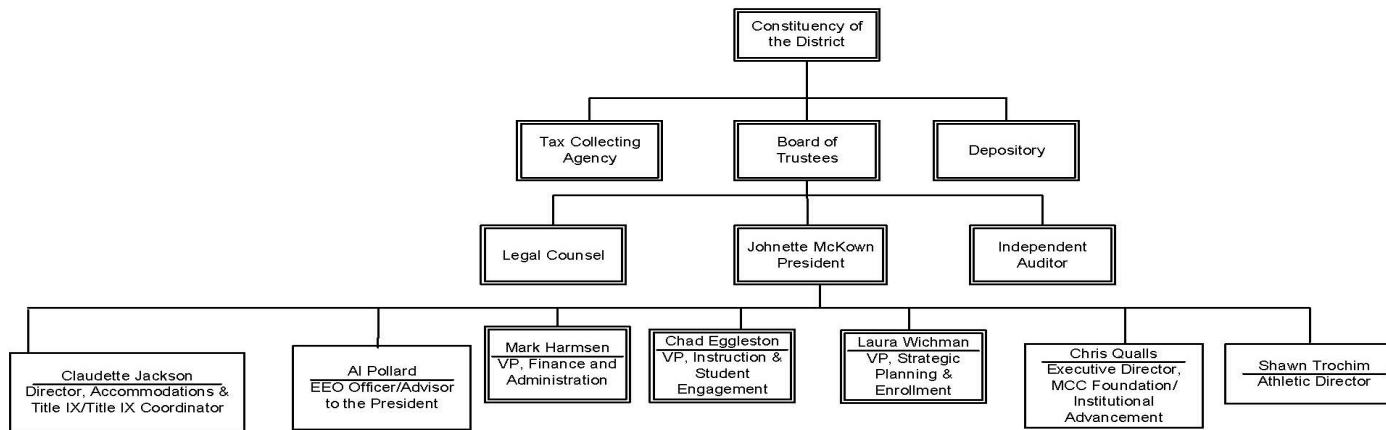 Constituency of
the District
Tax Collecting
Agency
Board of
Trustees
Depository
Legal Counsel
Johnette McKown
President
Independent
Auditor
Claudette Jackson
Director, Accommodations &
Title IX/Title IX Coordinator
Al Pollard
EEO Officer/Advisor
to the President
Mark Harmsen
VP, Finance and
Administration
Chad Eggleston
VP, Instruction &
Student
Engagement
Laura Wichman
VP, Strategic
Planning &
Enrollment
Chris Qualls
Executive Director,
MCC Foundation/
Institutional
Advancement
Shawn Trochim
Athletic Director